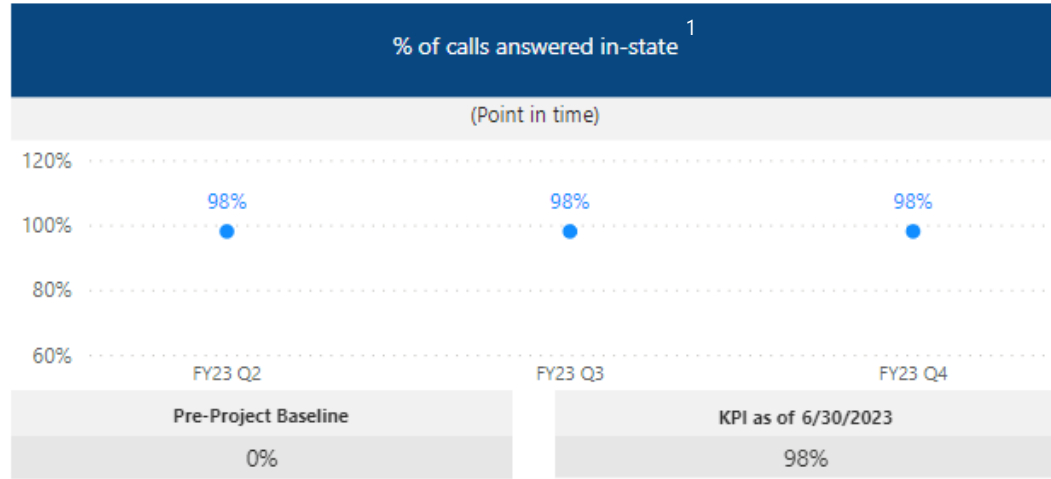 % of calls answered in-state 1
(Point in time)
120%
98% 98% 98%
100%
80%
60%
FY23 Q2 FY23 Q3 FY23 Q4
Pre-Project Baseline KPI as of 6/30/2023
0% 98%